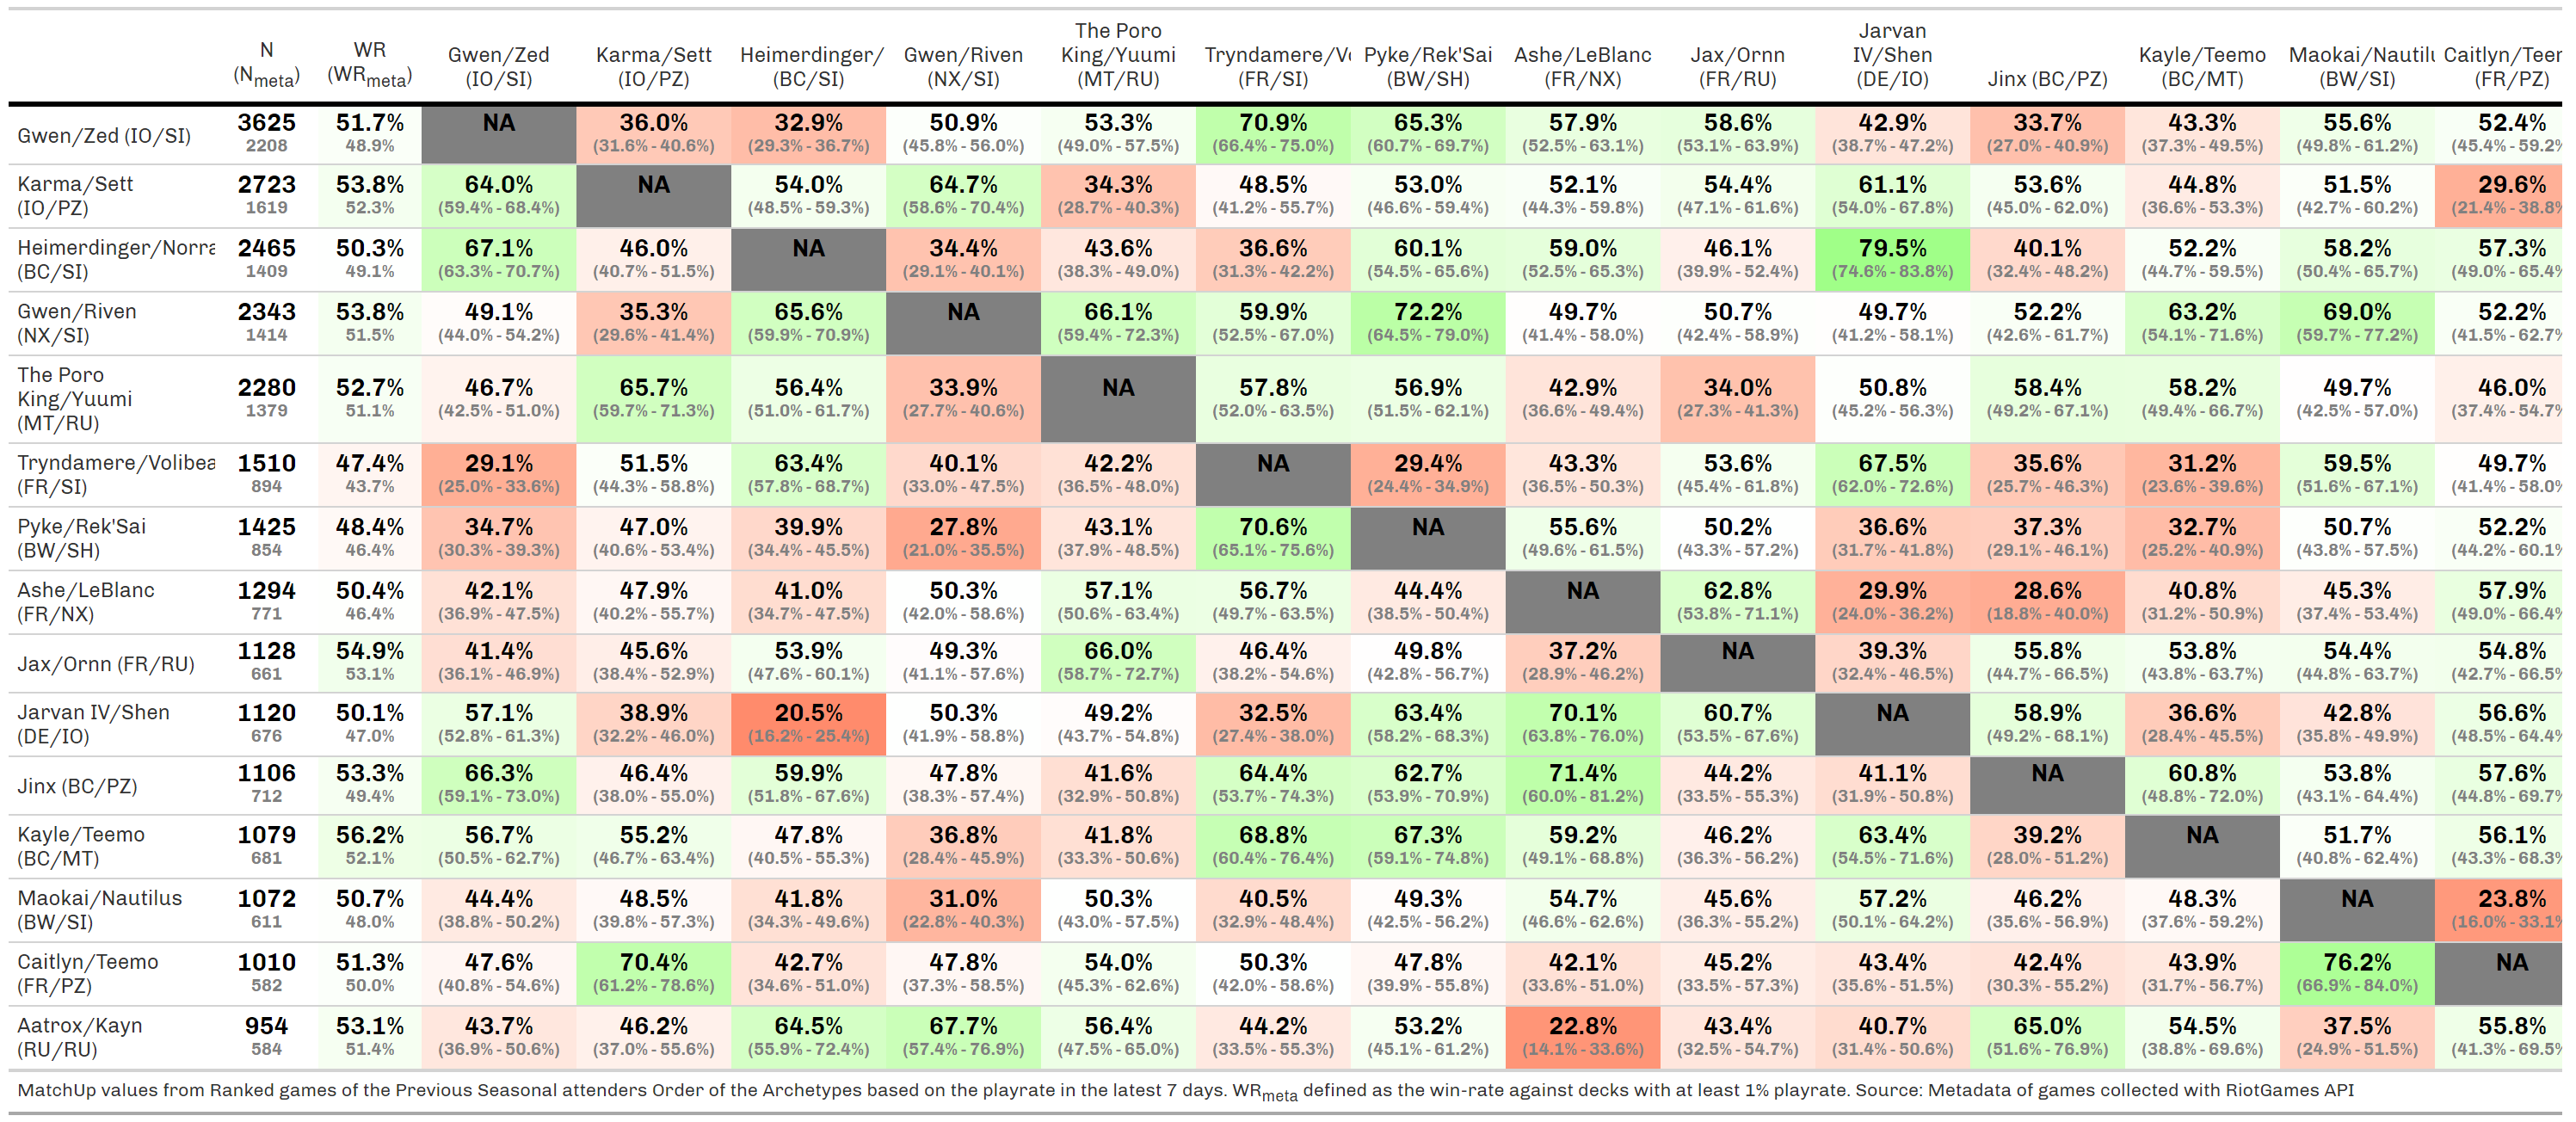 N (N_meta) WR (WR_meta) Gwen/Zed (IO/SI) Karma/Sett (IO/PZ) Heimerdinger/ (BC/SI) Gwen/Riven (NX/SI) The Poro King/Yuumi (MT/RU) Tryndamere/Vo (FR/SI) Pyke/Rek'Sai (BW/SH) Ashe/LeBlanc (FR/NX) Jax/Ornn (FR/RU) Jarvan IV/Shen (DE/IO) Jinx (BC/PZ) Kayle/Teemo (BC/MT) Maokai/Nautilu (BW/SI) Caitlyn/Teer (FR/PZ)
Gwen/Zed (IO/SI) 3625 51.7% NA 36.0% 32.9% 50.9% 53.3% 70.9% 65.3% 57.9% 58.6% 42.9% 33.7% 43.3% 55.6% 52.4%
2208 48.9% (31.6% - 40.6%) (29.3% - 36.7%) (45.8% - 56.0%) (49.0% - 57.5%) (66.4% - 75.0%) (60.7% - 69.7%) (52.5% - 63.1%) (53.1% - 63.9%) (38.7% - 47.2%) (27.0% - 40.9%) (37.3% - 49.5%) (49.8% - 61.2%) (45.4% - 59.2%
Karma/Sett (IO/PZ) 2723 53.8% 64.0% NA 54.0% 64.7% 34.3% 48.5% 53.0% 52.1% 54.4% 61.1% 53.6% 44.8% 51.5% 29.6%
1619 52.3% (59.4% - 68.4%) (48.5% - 59.3%) (58.6% - 70.4%) (28.7% - 40.3%) (41.2% - 55.7%) (46.6% - 59.4%) (44.3% - 59.8%) (47.1% - 61.6%) (54.0% - 67.8%) (45.0% - 62.0%) (36.6% - 53.3%) (42.7% - 60.2%) (21.4% - 38.8%
Heimerdinger/Norra (BC/SI) 2465 50.3% 67.1% 46.0% NA 34.4% 43.6% 36.6% 60.1% 59.0% 46.1% 79.5% 40.1% 52.2% 58.2% 57.3%
1409 49.1% (63.3% - 70.7%) (40.7% - 51.5%) (29.1% - 40.1%) (38.3% - 49.0%) (31.3% - 42.2%) (54.5% - 65.6%) (52.5% - 65.3%) (39.9% - 52.4%) (74.6% - 83.8%) (32.4% - 48.2%) (44.7% - 59.5%) (50.4% - 65.7%) (49.0% - 65.4%
Gwen/Riven (NX/SI) 2343 53.8% 49.1% 35.3% 65.6% NA 66.1% 59.9% 72.2% 49.7% 50.7% 49.7% 52.2% 63.2% 69.0% 52.2%
1414 51.5% (44.0% - 54.2%) (29.6% - 41.4%) (59.9% - 70.9%) (59.4% - 72.3%) (52.5% - 67.0%) (64.5% - 79.0%) (41.4% - 58.0%) (42.4% - 58.9%) (41.2% - 58.1%) (42.6% - 61.7%) (54.1% - 71.6%) (59.7% - 77.2%) (41.5% - 62.7%
The Poro King/Yuumi (MT/RU) 2280 52.7% 46.7% 65.7% 56.4% 33.9% NA 57.8% 56.9% 42.9% 34.0% 50.8% 58.4% 58.2% 49.7% 46.0%
1379 51.1% (42.5% - 51.0%) (59.7% - 71.3%) (51.0% - 61.7%) (27.7% - 40.6%) (52.0% - 63.5%) (51.5% - 62.1%) (36.6% - 49.4%) (27.3% - 41.3%) (45.2% - 56.3%) (49.2% - 67.1%) (49.4% - 66.7%) (42.5% - 57.0%) (37.4% - 54.7%
Tryndamere/Volibea (FR/SI) 1510 47.4% 29.1% 51.5% 63.4% 40.1% 42.2% NA 29.4% 43.3% 53.6% 67.5% 35.6% 31.2% 59.5% 49.7%
894 43.7% (25.0% - 33.6%) (44.3% - 58.8%) (57.8% - 68.7%) (33.0% - 47.5%) (36.5% - 48.0%) (24.4% - 34.9%) (36.5% - 50.3%) (45.4% - 61.8%) (62.0% - 72.6%) (25.7% - 46.3%) (23.6% - 39.6%) (51.6% - 67.1%) (41.4% - 58.0%
Pyke/Rek'Sai (BW/SH) 1425 48.4% 34.7% 47.0% 39.9% 27.8% 43.1% 70.6% NA 55.6% 50.2% 36.6% 37.3% 32.7% 50.7% 52.2%
854 46.4% (30.3% - 39.3%) (40.6% - 53.4%) (34.4% - 45.5%) (21.0% - 35.5%) (37.9% - 48.5%) (65.1% - 75.6%) (49.6% - 61.5%) (43.3% - 57.2%) (31.7% - 41.8%) (29.1% - 46.1%) (25.2% - 40.9%) (43.8% - 57.5%) (44.2% - 60.1%
Ashe/LeBlanc (FR/NX) 1294 50.4% 42.1% 47.9% 41.0% 50.3% 57.1% 56.7% 44.4% NA 62.8% 29.9% 28.6% 40.8% 45.3% 57.9%
771 46.4% (36.9% - 47.5%) (40.2% - 55.7%) (34.7% - 47.5%) (42.0% - 58.6%) (50.6% - 63.4%) (49.7% - 63.5%) (38.5% - 50.4%) (53.8% - 71.1%) (24.0% - 36.2%) (18.8% - 40.0%) (31.2% - 50.9%) (37.4% - 53.4%) (49.0% - 66.4%
Jax/Ornn (FR/RU) 1128 54.9% 41.4% 45.6% 53.9% 49.3% 66.0% 46.4% 49.8% 37.2% NA 39.3% 55.8% 53.8% 54.4% 54.8%
661 53.1% (36.1% - 46.9%) (38.4% - 52.9%) (47.6% - 60.1%) (41.1% - 57.6%) (58.7% - 72.7%) (38.2% - 54.6%) (42.8% - 56.7%) (28.9% - 46.2%) (32.4% - 46.5%) (44.7% - 66.5%) (43.8% - 63.7%) (44.8% - 63.7%) (42.7% - 66.5%
Jarvan IV/Shen (DE/IO) 1120 50.1% 57.1% 38.9% 20.5% 50.3% 49.2% 32.5% 63.4% 70.1% 60.7% NA 58.9% 36.6% 42.8% 56.6%
676 47.0% (52.8% - 61.3%) (32.2% - 46.0%) (16.2% - 25.4%) (41.9% - 58.8%) (43.7% - 54.8%) (27.4% - 38.0%) (58.2% - 68.3%) (63.8% - 76.0%) (53.5% - 67.6%) (49.2% - 68.1%) (28.4% - 45.5%) (35.8% - 49.9%) (48.5% - 64.4%
Jinx (BC/PZ) 1106 53.3% 66.3% 46.4% 59.9% 47.8% 41.6% 64.4% 62.7% 71.4% 44.2% 41.1% NA 60.8% 53.8% 57.6%
712 49.4% (59.1% - 73.0%) (38.0% - 55.0%) (51.8% - 67.6%) (38.3% - 57.4%) (32.9% - 50.8%) (53.7% - 74.3%) (53.9% - 70.9%) (60.0% - 81.2%) (33.5% - 55.3%) (31.9% - 50.8%) (48.8% - 72.0%) (43.1% - 64.4%) (44.8% - 69.7%
Kayle/Teemo (BC/MT) 1079 56.2% 56.7% 55.2% 47.8% 36.8% 41.8% 68.8% 67.3% 59.2% 46.2% 63.4% 39.2% NA 51.7% 56.1%
681 52.1% (50.5% - 62.7%) (46.7% - 63.4%) (40.5% - 55.3%) (28.4% - 45.9%) (33.3% - 50.6%) (60.4% - 76.4%) (59.1% - 74.8%) (49.1% - 68.8%) (36.3% - 56.2%) (54.5% - 71.6%) (28.0% - 51.2%) (40.8% - 62.4%) (43.3% - 68.3%
Maokai/Nautilus (BW/SI) 1072 50.7% 44.4% 48.5% 41.8% 31.0% 50.3% 40.5% 49.3% 54.7% 45.6% 57.2% 46.2% 48.3% NA 23.8%
611 48.0% (38.8% - 50.2%) (39.8% - 57.3%) (34.3% - 49.6%) (22.8% - 40.3%) (43.0% - 57.5%) (32.9% - 48.4%) (42.5% - 56.2%) (46.6% - 62.6%) (36.3% - 55.2%) (50.1% - 64.2%) (35.6% - 56.9%) (37.6% - 59.2%) (16.0% - 33.1%
Caitlyn/Teemo (FR/PZ) 1010 51.3% 47.6% 70.4% 42.7% 47.8% 54.0% 50.3% 47.8% 42.1% 45.2% 43.4% 42.4% 43.9% 76.2% NA
582 50.0% (40.8% - 54.6%) (61.2% - 78.6%) (34.6% - 51.0%) (37.3% - 58.5%) (45.3% - 62.6%) (42.0% - 58.6%) (39.9% - 55.8%) (33.6% - 51.0%) (33.5% - 57.3%) (35.6% - 51.5%) (30.3% - 55.2%) (31.7% - 56.7%) (66.9% - 84.0%)
Aatrox/Kayn (RU/RU) 954 53.1% 43.7% 46.2% 64.5% 67.7% 56.4% 44.2% 53.2% 22.8% 43.4% 40.7% 65.0% 54.5% 37.5% 55.8%
584 51.4% (36.9% - 50.6%) (37.0% - 55.6%) (55.9% - 72.4%) (57.4% - 76.9%) (47.5% - 65.0%) (33.5% - 55.3%) (45.1% - 61.2%) (14.1% - 33.6%) (32.5% - 54.7%) (31.4% - 50.6%) (51.6% - 76.9%) (38.8% - 69.6%) (24.9% - 51.5%) (41.3% - 69.5%
MatchUp values from Ranked games of the Previous Seasonal attenders Order of the Archetypes based on the playrate in the latest 7 days. WR_meta defined as the win-rate against decks with at least 1% playrate. Source: Metadata of games collected with RiotGames API